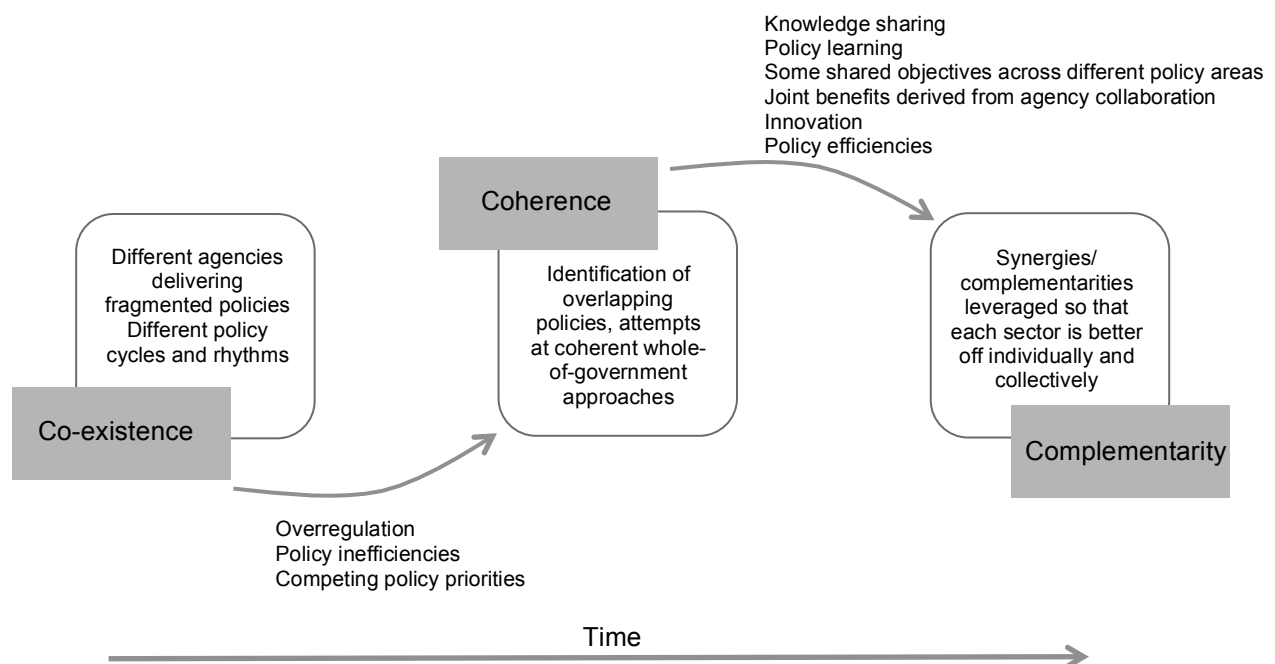 Knowledge sharing
Policy learning
Some shared objectives across different policy areas
Joint benefits derived from agency collaboration
Innovation
Policy efficiencies
Coherence
Different agencies
delivering
fragmented policies
Different policy
cycles and rhythms
Identification of
overlapping
policies, attempts
at coherent whole-
of-government
approaches
Synergies/
complementarities
leveraged so that
each sector is better
off individually and
collectively
Co-existence
Complementarity
Overregulation
Policy inefficiencies
Competing policy priorities
Time